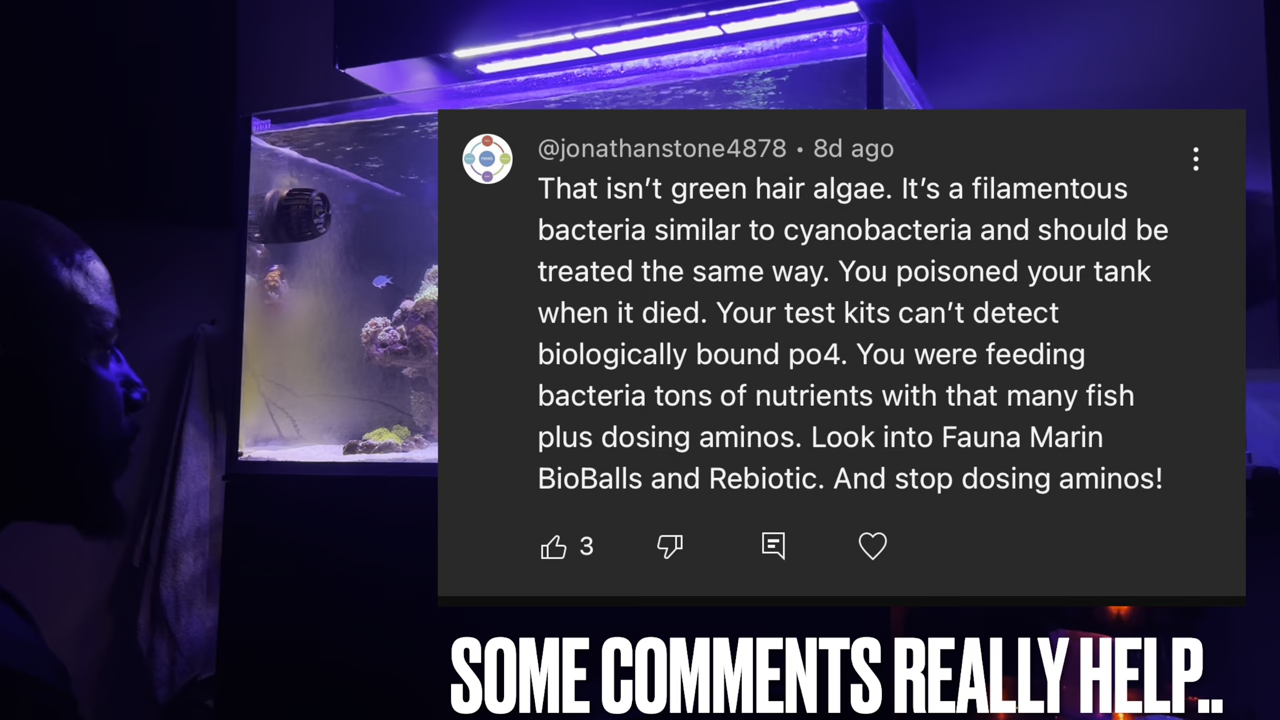 @jonathanstone4878 • 8d ago
That isn’t green hair algae. It’s a filamentous
bacteria similar to cyanobacteria and should be
treated the same way. You poisoned your tank
when it died. Your test kits can’t detect
biologically bound po4. You were feeding
bacteria tons of nutrients with that many fish
plus dosing aminos. Look into Fauna Marin
BioBalls and Rebiotic. And stop dosing aminos!
3
SOME COMMENTS REALLY HELP..